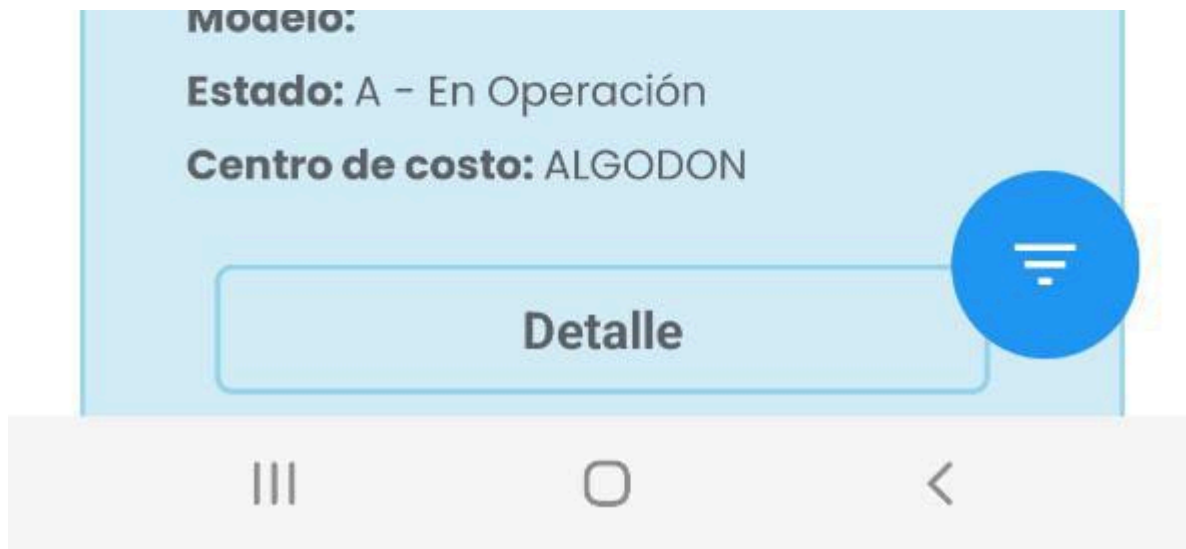 Modelo:
Estado: A - En Operación
Centro de costo: ALGODON
Detalle